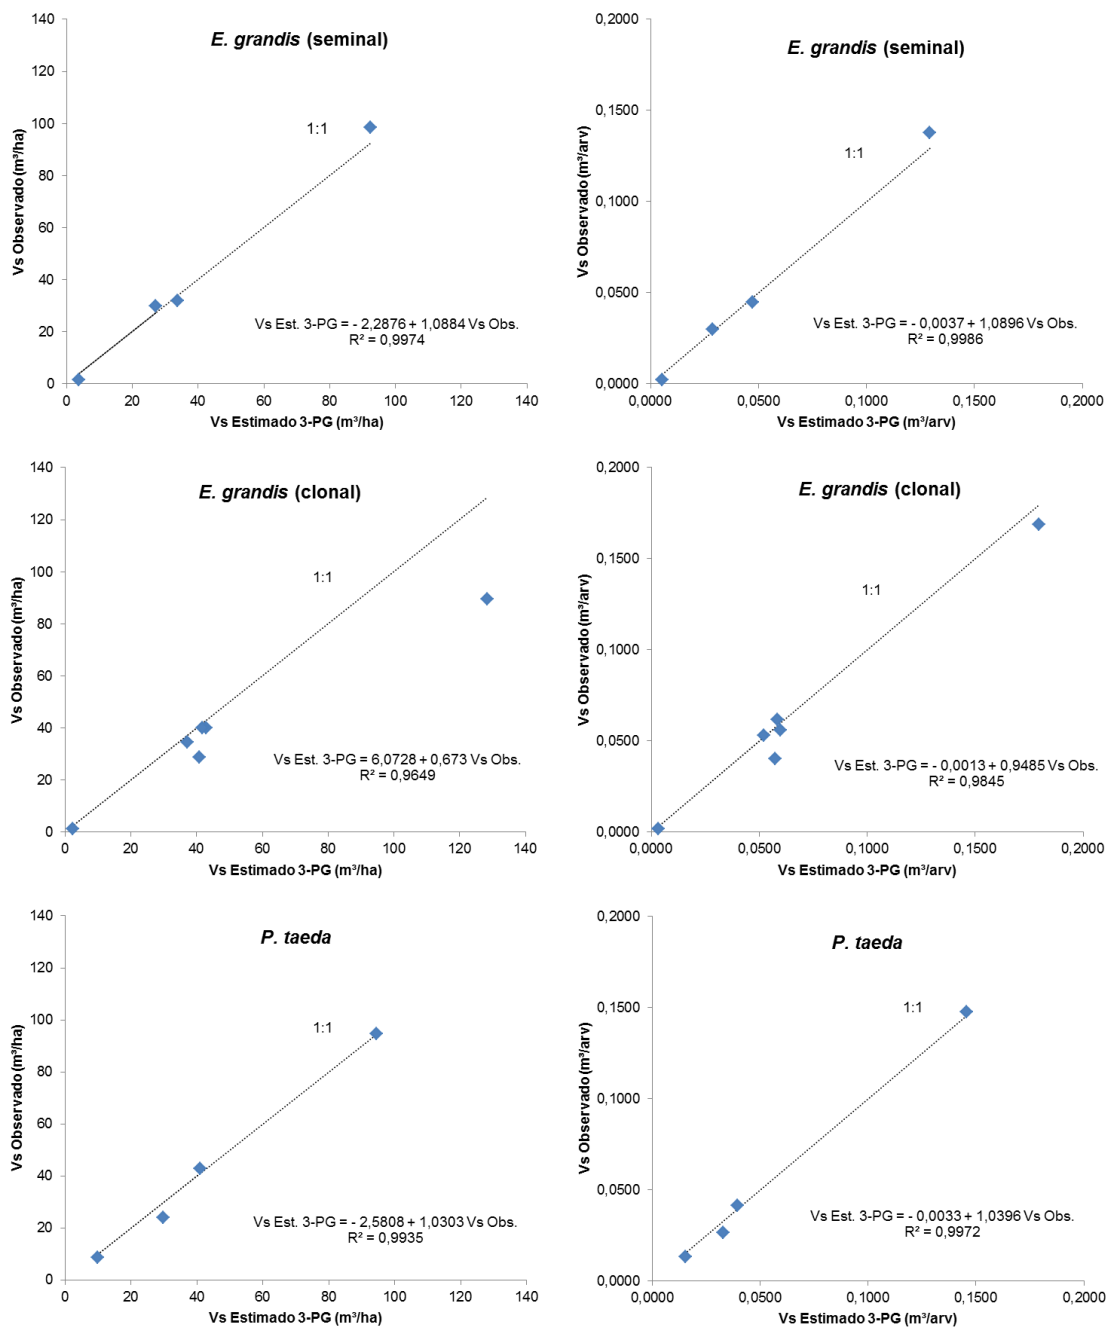 E. grandis (seminal)
140
120
100
80
60
40
20
0
0 20 40 60 80 100 120 140
Vs Observado (m³/ha)
1:1
Vs Est. 3-PG = - 2,2876 + 1,0884 Vs Obs.
R² = 0,9974
Vs Estimado 3-PG (m³/ha)
E. grandis (seminal)
0,2000
0,1500
0,1000
0,0500
0,0000
0,0000 0,0500 0,1000 0,1500 0,2000
Vs Observado (m³/arv)
1:1
Vs Est. 3-PG = - 0,0037 + 1,0896 Vs Obs.
R² = 0,9986
Vs Estimado 3-PG (m³/arv)
E. grandis (clonal)
140
120
100
80
60
40
20
0
0 20 40 60 80 100 120 140
Vs Observado (m³/ha)
1:1
Vs Est. 3-PG = 6,0728 + 0,673 Vs Obs.
R² = 0,9649
Vs Estimado 3-PG (m³/ha)
E. grandis (clonal)
0,2000
0,1500
0,1000
0,0500
0,0000
0,0000 0,0500 0,1000 0,1500 0,2000
Vs Observado (m³/arv)
1:1
Vs Est. 3-PG = - 0,0013 + 0,9485 Vs Obs.
R² = 0,9845
Vs Estimado 3-PG (m³/arv)
P. taeda
140
120
100
80
60
40
20
0
0 20 40 60 80 100 120 140
Vs Observado (m³/ha)
1:1
Vs Est. 3-PG = - 2,5808 + 1,0303 Vs Obs.
R² = 0,9935
Vs Estimado 3-PG (m³/ha)
P. taeda
0,2000
0,1500
0,1000
0,0500
0,0000
0,0000 0,0500 0,1000 0,1500 0,2000
Vs Observado (m³/arv)
1:1
Vs Est. 3-PG = - 0,0033 + 1,0396 Vs Obs.
R² = 0,9972
Vs Estimado 3-PG (m³/arv)